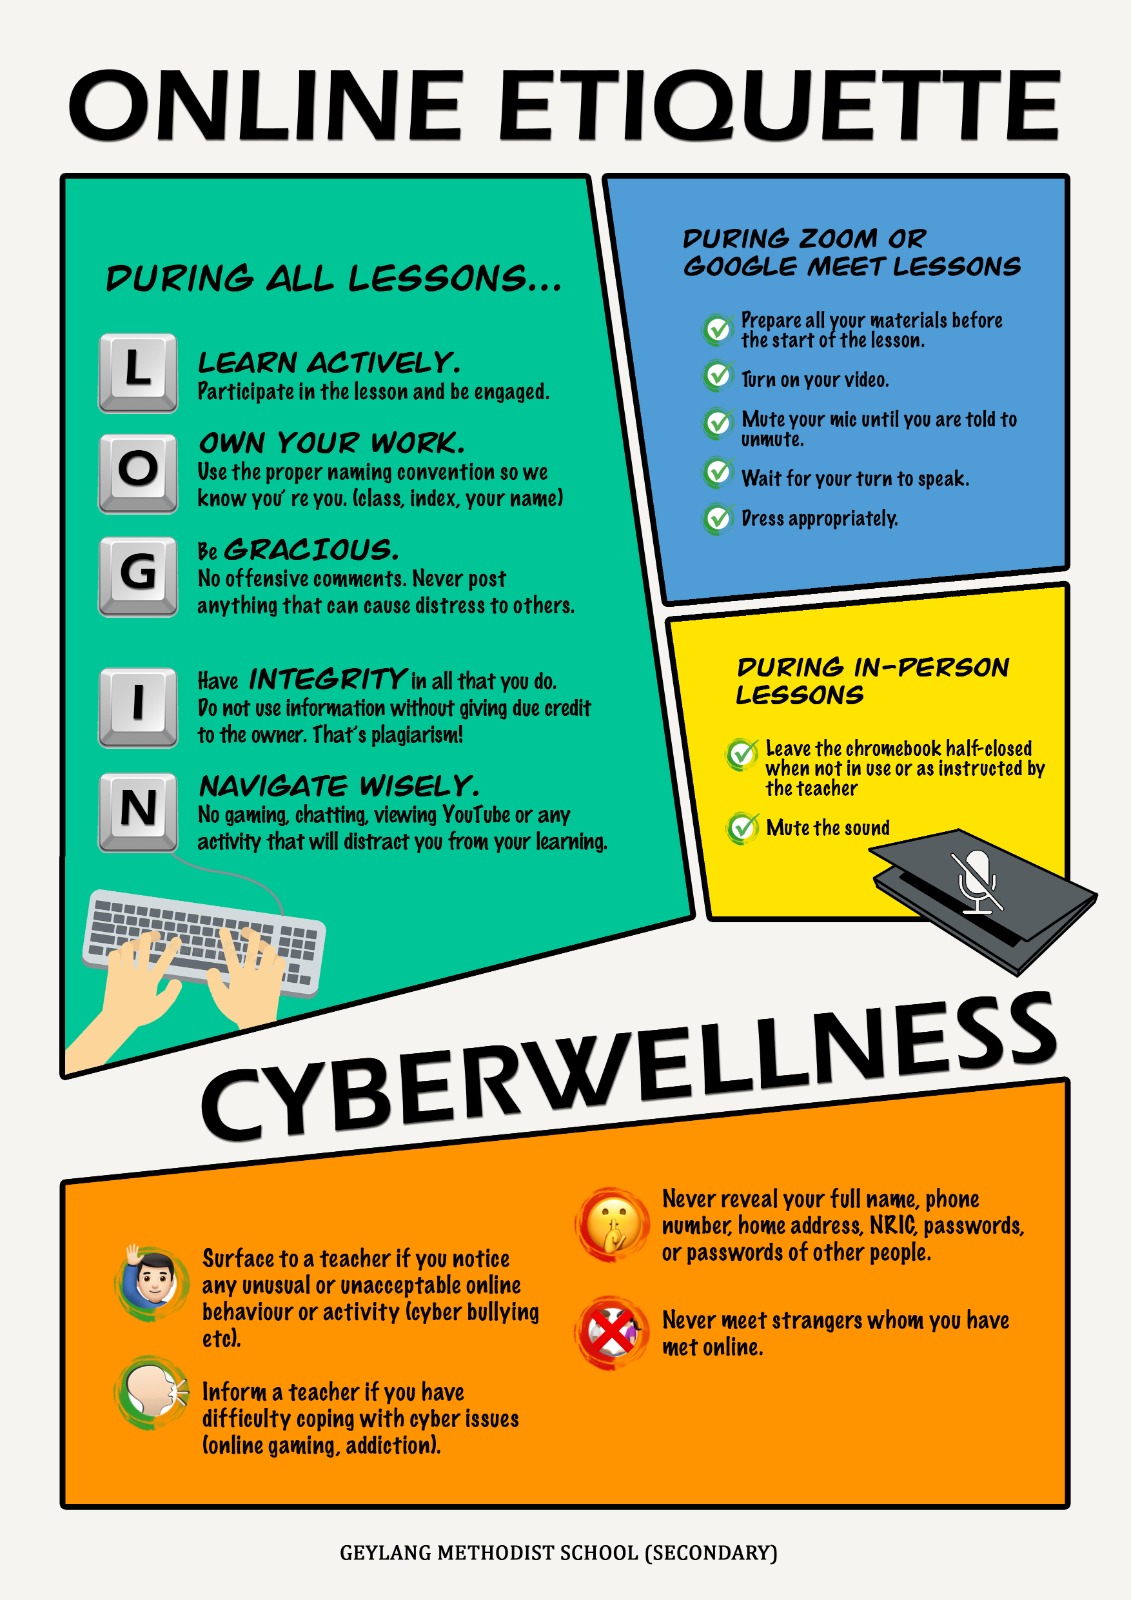 ONLINE ETIQUETTE
DURING ALL LESSONS...
L
LEARN ACTIVELY.
Participate in the lesson and be engaged.
O
OWN YOUR WORK.
Use the proper naming convention so we
know you' re you. (class, index, your name)
G
Be GRACIOUS.
No offensive comments. Never post
anything that can cause distress to others.
I
Have INTEGRITY in all that you do.
Do not use information without giving due credit
to the owner. That's plagiarism!
N
NAVIGATE WISELY.
No gaming, chatting, viewing YouTube or any
activity that will distract you from your learning.
DURING ZOOM OR
GOOGLE MEET LESSONS
Prepare all your materials before
the start of the lesson.
Turn on your video.
Mute your mic until you are told to
unmute.
Wait for your turn to speak.
Dress appropriately.
DURING IN-PERSON
LESSONS
Leave the chromebook half-closed
when not in use or as instructed by
the teacher
Mute the sound
CYBERWELLNESS
Surface to a teacher if you notice
any unusual or unacceptable online
behaviour or activity (cyber bullying
etc).
Inform a teacher if you have
difficulty coping with cyber issues
(online gaming, addiction).
Never reveal your full name, phone
number, home address, NRIC, passwords,
or passwords of other people.
Never meet strangers whom you have
met online.
GEYLANG METHODIST SCHOOL (SECONDARY)